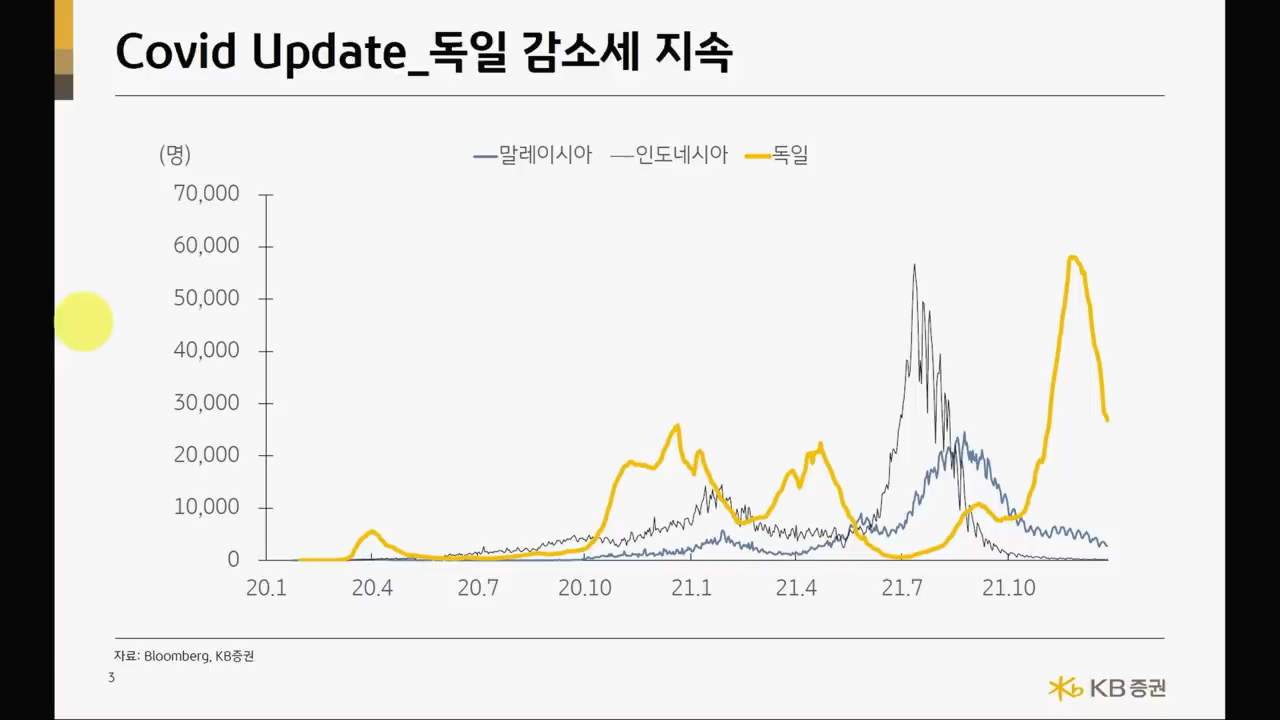 Covid Update_독일 감소세 지속
(명)
말레이시아 인도네시아 독일
70,000
60,000
50,000
40,000
30,000
20,000
10,000
0
20.1 20.4 20.7 20.10 21.1 21.4 21.7 21.10
자료: Bloomberg, KB증권
3
KB증권